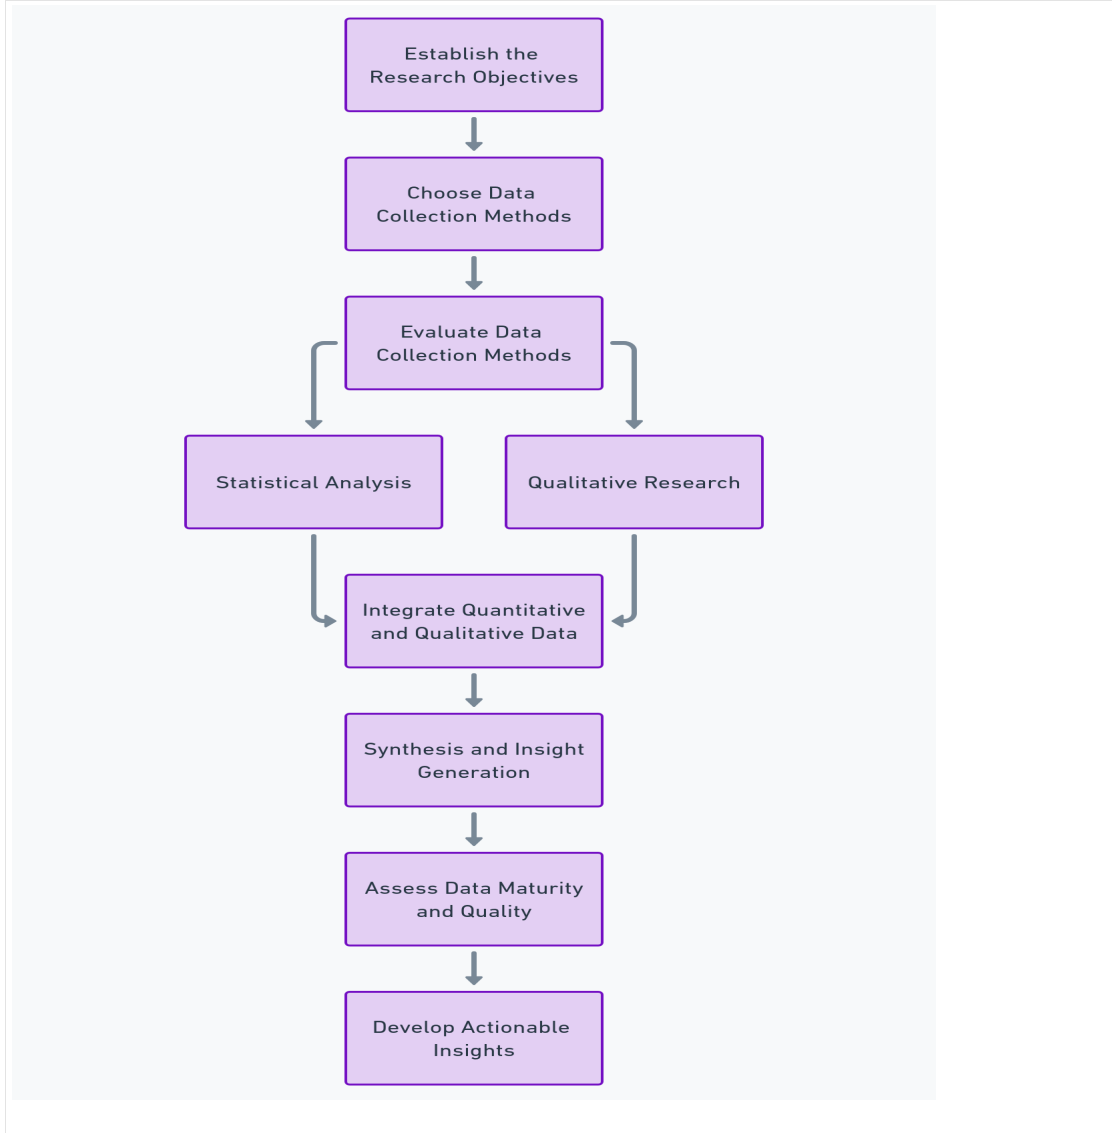 Establish the
Research Objectives
Choose Data
Collection Methods
Evaluate Data
Collection Methods
Statistical Analysis
Qualitative Research
Integrate Quantitative
and Qualitative Data
Synthesis and Insight
Generation
Assess Data Maturity
and Quality
Develop Actionable
Insights